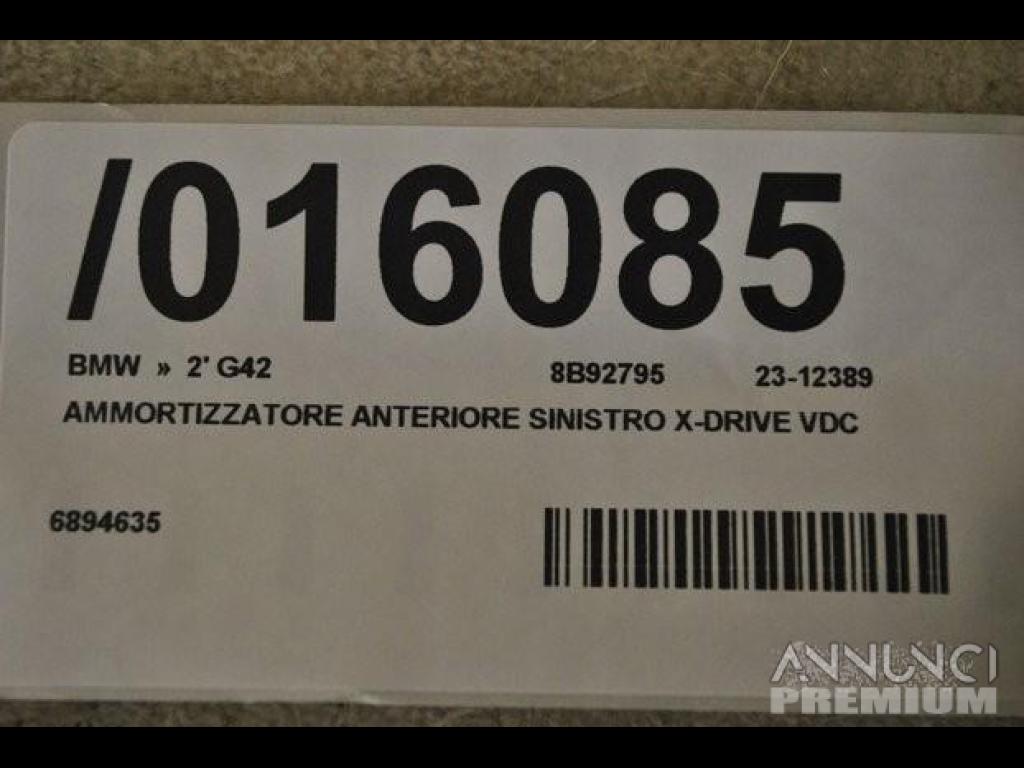 /016085
BMW » 2' G42 8B92795 23-12389
AMMORTIZZATORE ANTERIORE SINISTRO X-DRIVE VDC
6894635
ANNUNCI
PREMIUM